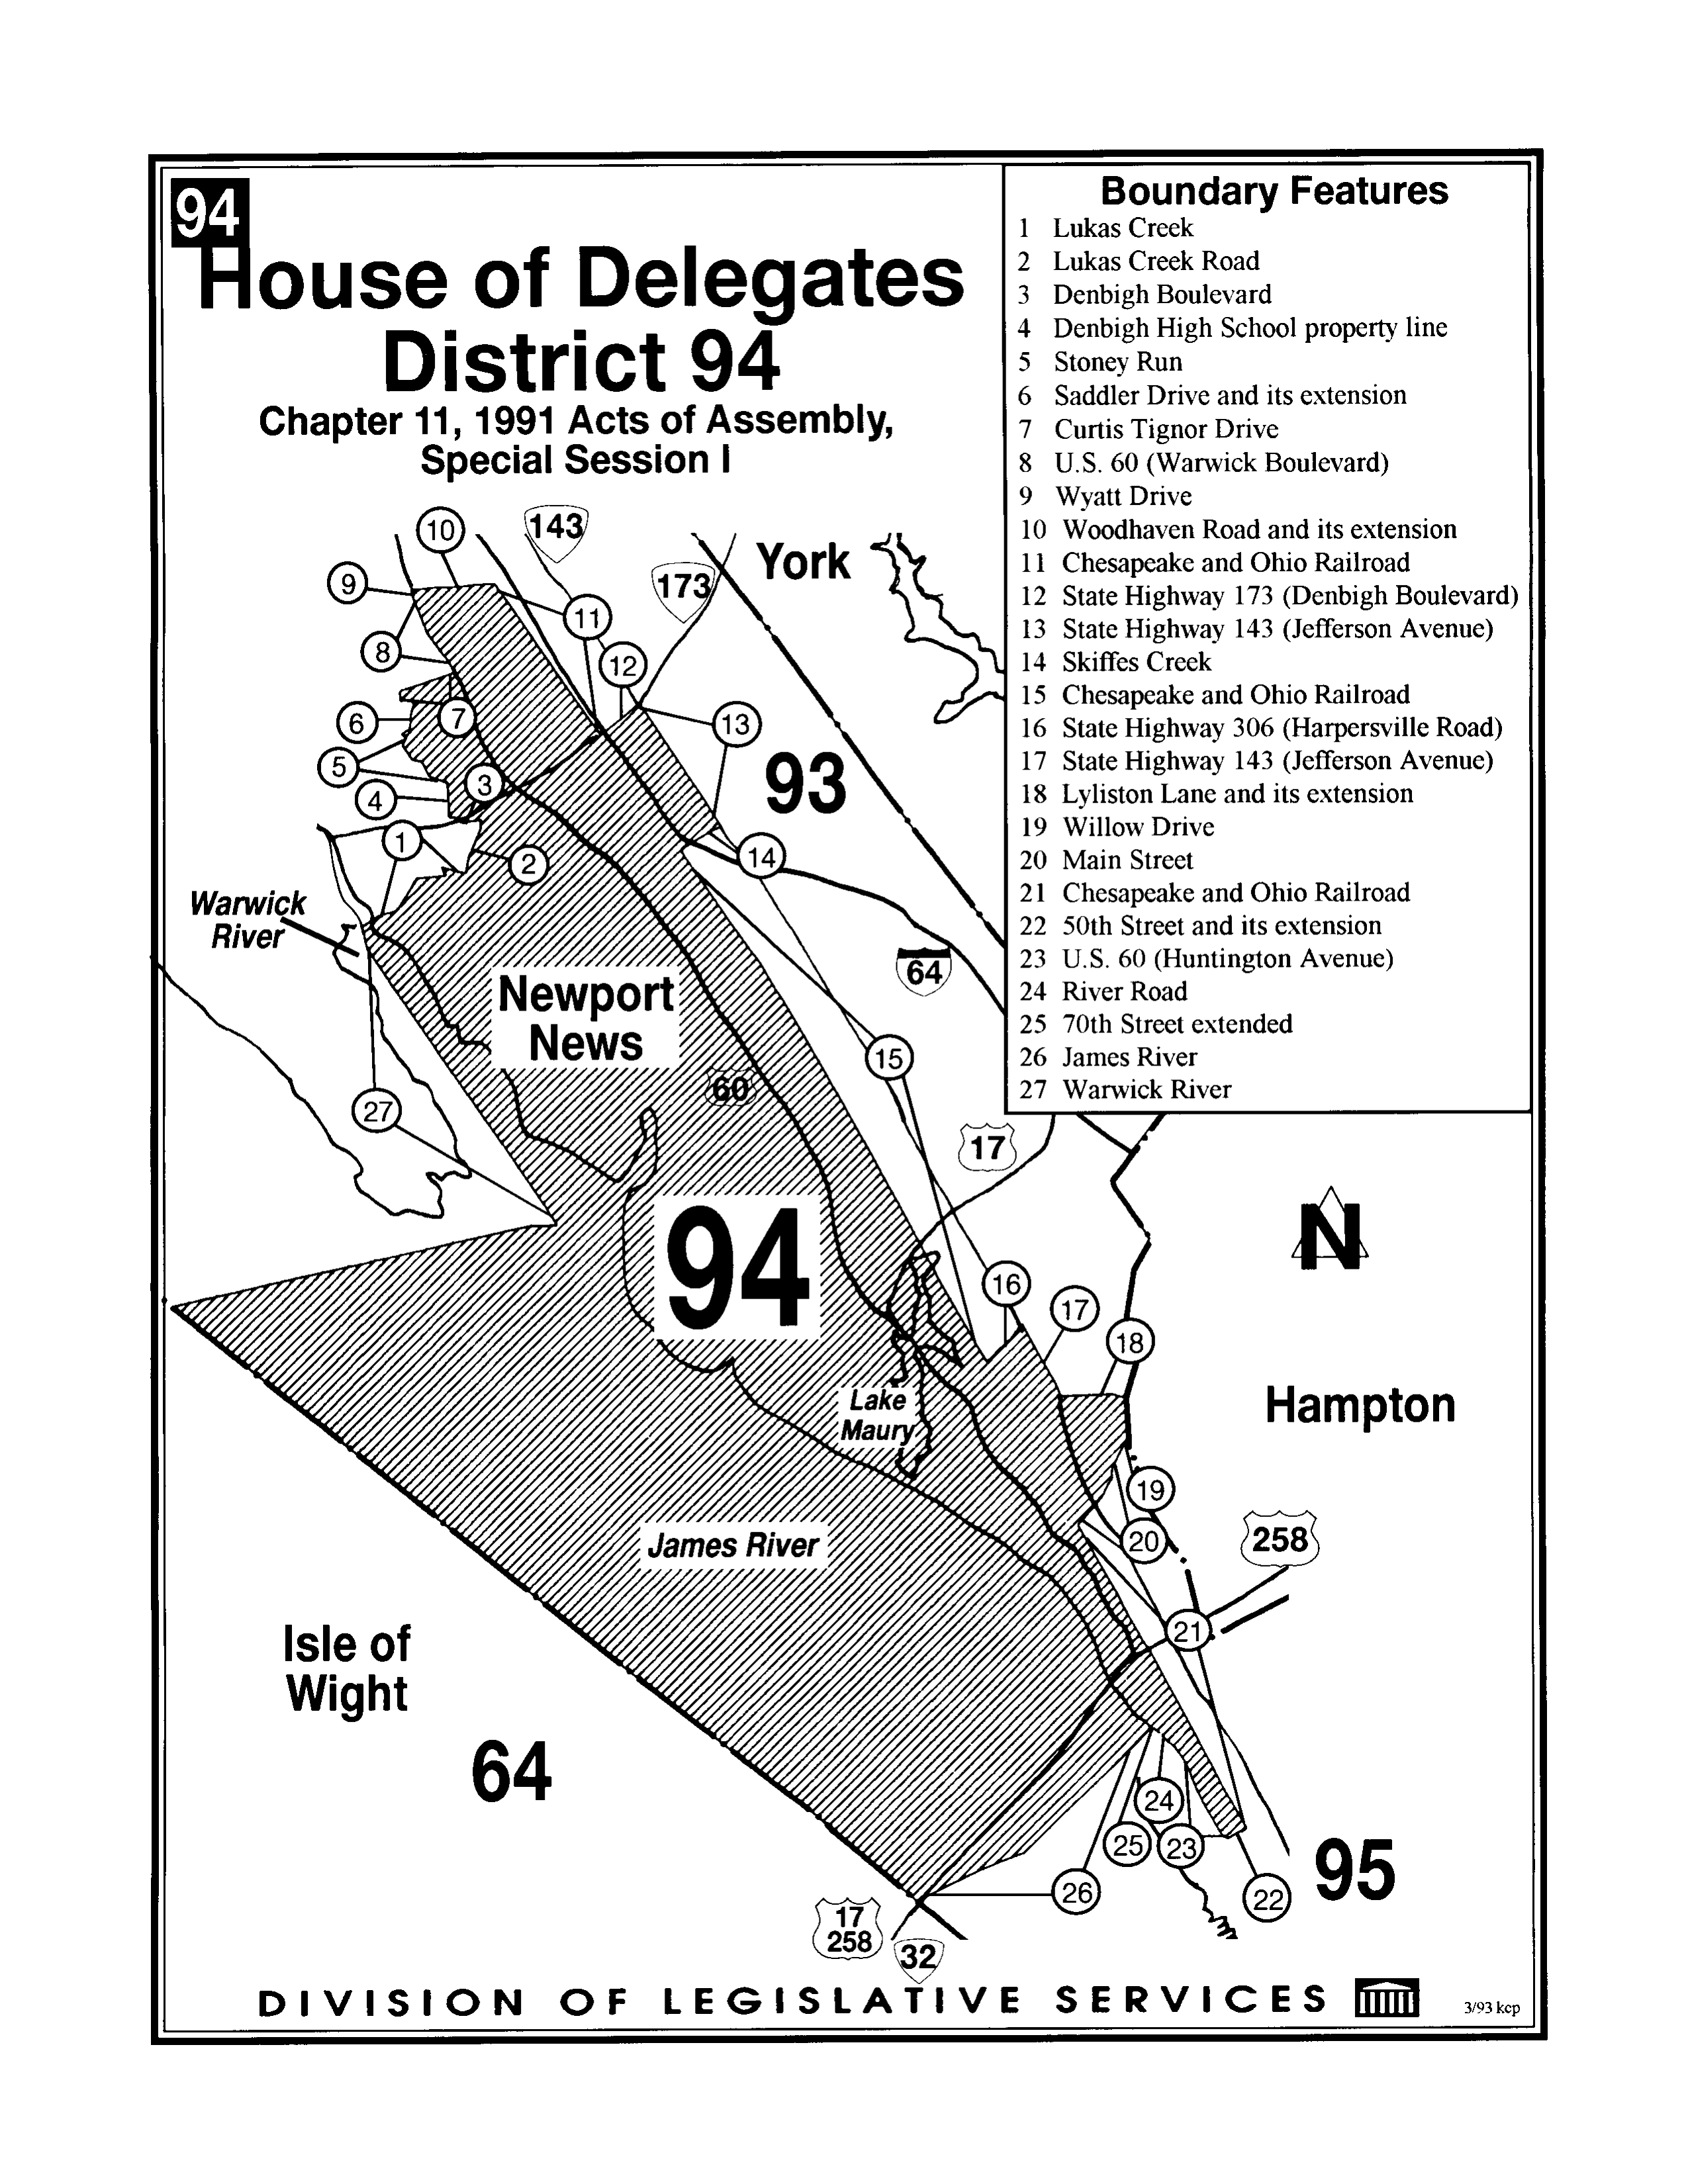 94
House of Delegates
District 94
Chapter 11, 1991 Acts of Assembly,
Special Session I
Boundary Features
1 Lukas Creek
2 Lukas Creek Road
3 Denbigh Boulevard
4 Denbigh High School property line
5 Stoney Run
6 Saddler Drive and its extension
7 Curtis Tignor Drive
8 U.S. 60 (Warwick Boulevard)
9 Wyatt Drive
10 Woodhaven Road and its extension
11 Chesapeake and Ohio Railroad
12 State Highway 173 (Denbigh Boulevard)
13 State Highway 143 (Jefferson Avenue)
14 Skiffes Creek
15 Chesapeake and Ohio Railroad
16 State Highway 306 (Harpersville Road)
17 State Highway 143 (Jefferson Avenue)
18 Lyliston Lane and its extension
19 Willow Drive
20 Main Street
21 Chesapeake and Ohio Railroad
22 50th Street and its extension
23 U.S. 60 (Huntington Avenue)
24 River Road
25 70th Street extended
26 James River
27 Warwick River
10
143
York
9
173
11
8
12
6
7
13
5
93
3
4
1
14
2
Warwick
River
64
Newport
News
15
60
27
17
94
N
16
17
18
Hampton
Lake
Maury
19
20
258
James River
21
Isle of
Wight
64
24
25
23
95
26
22
17
258
32
DIVISION OF LEGISLATIVE SERVICES
3/93 kcp